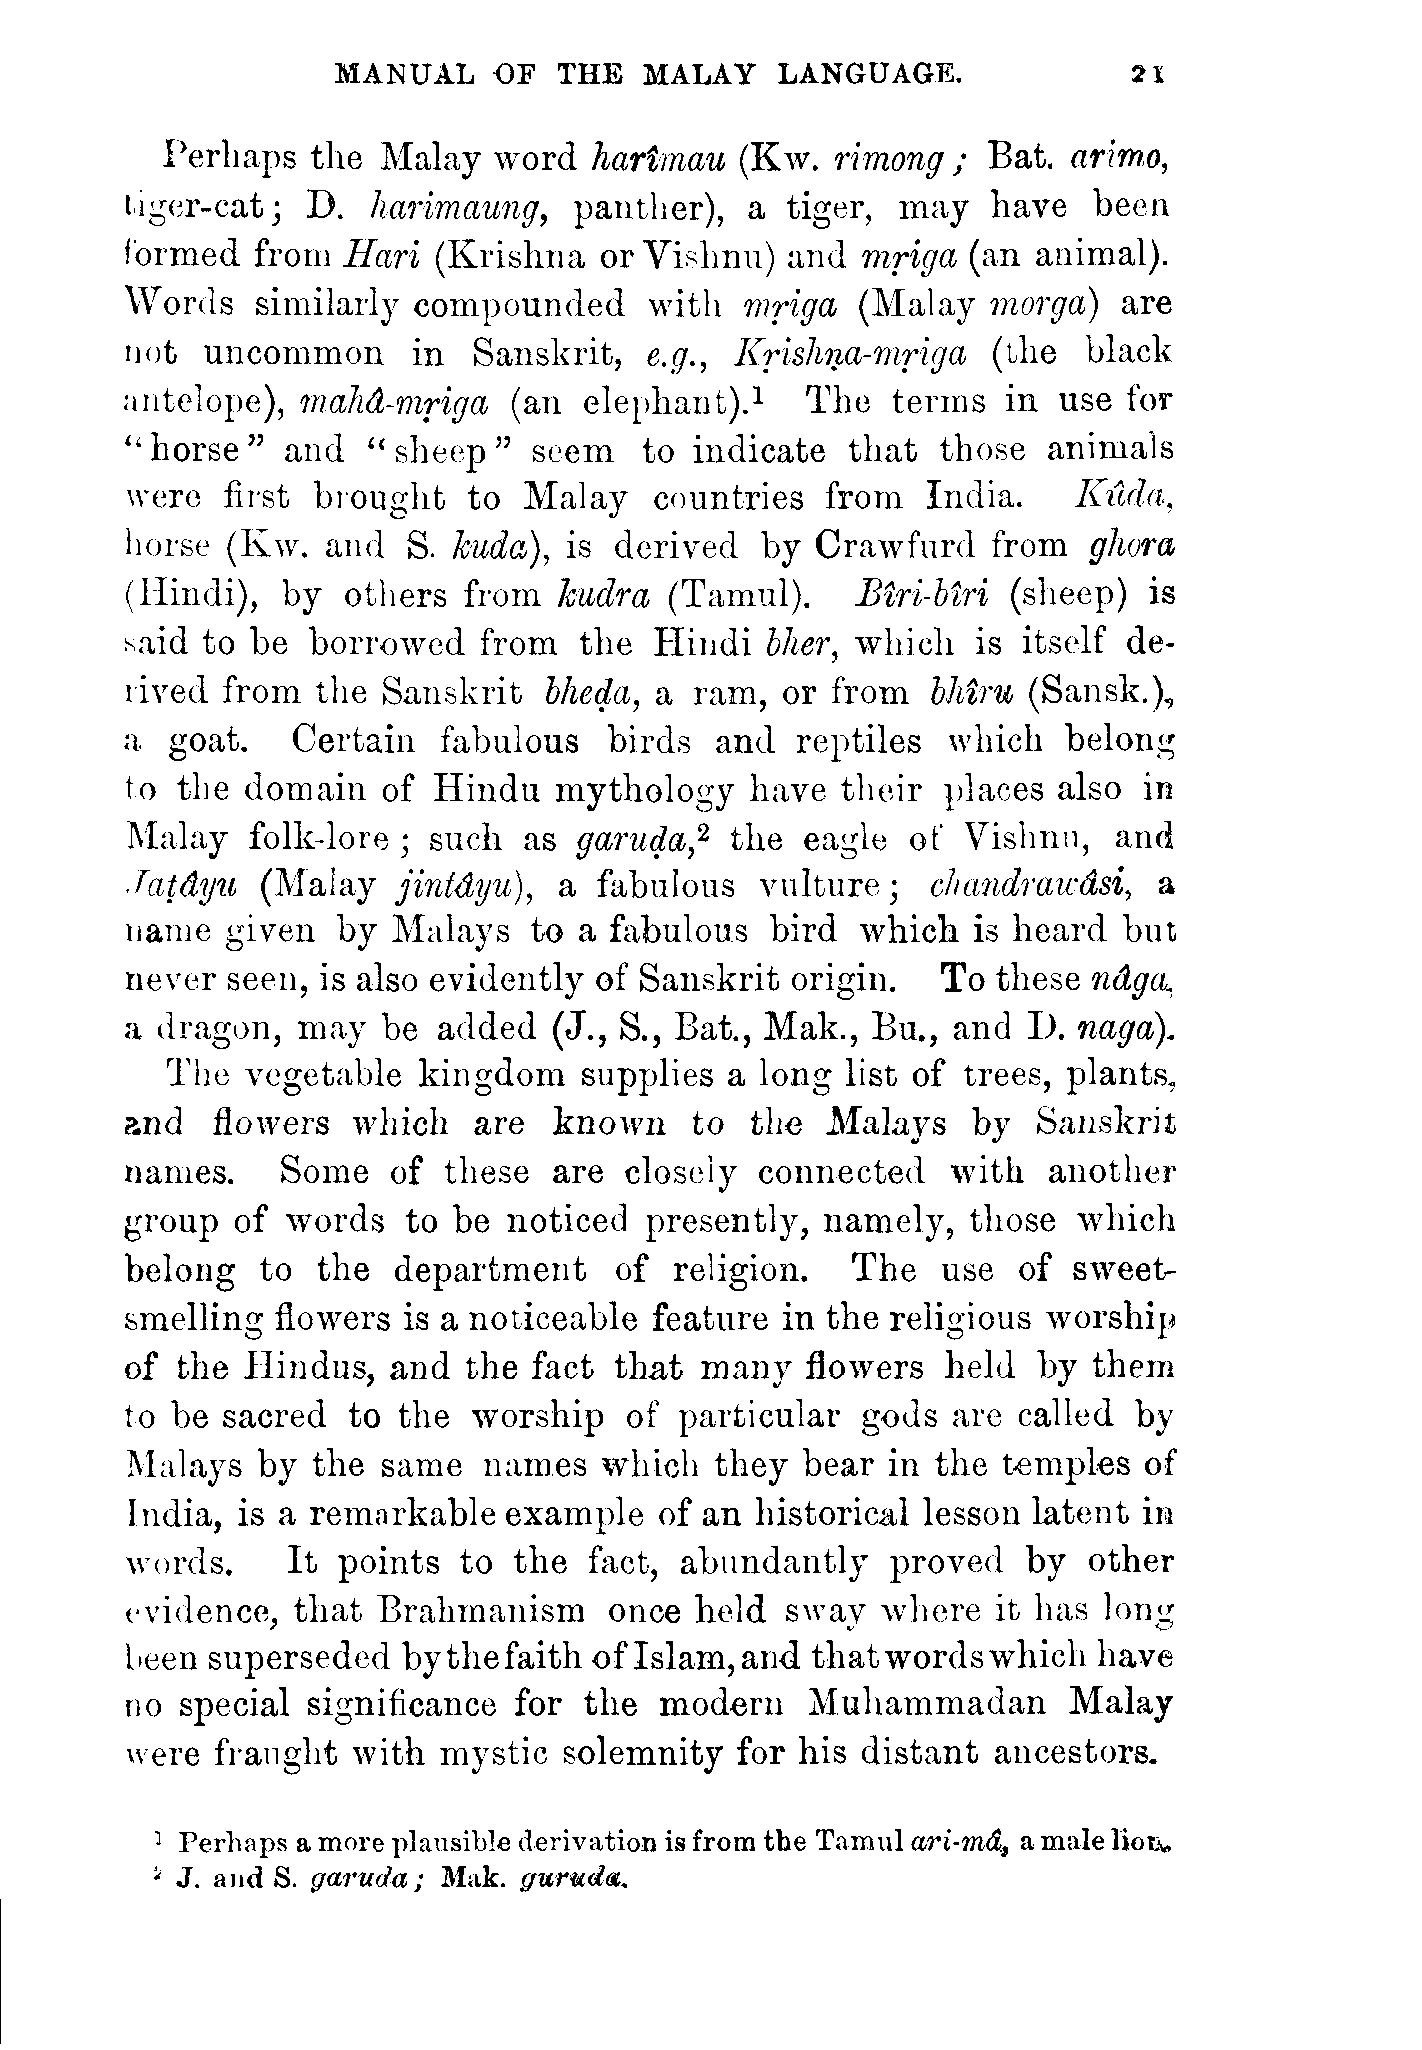 MANUAL OF THE MALAY LANGUAGE. 21
Perhaps the Malay word harîmau (Kw. rimong ; Bat. arimo,
tiger-cat ; D. harimaung, panther), a tiger, may have been
formed from Hari (Krishna or Vishnu) and mṛiga (an animal).
Words similarly compounded with mṛiga (Malay morga) are
not uncommon in Sanskrit, e.g., Kṛishṇa-mṛiga (the black
antelope), mahâ-mṛiga (an elephant).¹ The terms in use for
“horse” and “sheep” seem to indicate that those animals
were first brought to Malay countries from India. Kûda,
horse (Kw. and S. kuda), is derived by Crawfurd from ghora
(Hindi), by others from kudra (Tamul). Bîri-bîri (sheep) is
said to be borrowed from the Hindi bher, which is itself de-
rived from the Sanskrit bheḍa, a ram, or from bhîru (Sansk.),
a goat. Certain fabulous birds and reptiles which belong
to the domain of Hindu mythology have their places also in
Malay folk-lore ; such as garuḍa,² the eagle of Vishnu, and
Jaṭâyu (Malay jintâyu), a fabulous vulture ; chandrawâsi, a
name given by Malays to a fabulous bird which is heard but
never seen, is also evidently of Sanskrit origin. To these nâga,
a dragon, may be added (J., S., Bat., Mak., Bu., and D. naga).
The vegetable kingdom supplies a long list of trees, plants,
and flowers which are known to the Malays by Sanskrit
names. Some of these are closely connected with another
group of words to be noticed presently, namely, those which
belong to the department of religion. The use of sweet-
smelling flowers is a noticeable feature in the religious worship
of the Hindus, and the fact that many flowers held by them
to be sacred to the worship of particular gods are called by
Malays by the same names which they bear in the temples of
India, is a remarkable example of an historical lesson latent in
words. It points to the fact, abundantly proved by other
evidence, that Brahmanism once held sway where it has long
been superseded by the faith of Islam, and that words which have
no special significance for the modern Muhammadan Malay
were fraught with mystic solemnity for his distant ancestors.
¹ Perhaps a more plausible derivation is from the Tamul ari-mâ, a male lion.
² J. and S. garuda ; Mak. guruda.